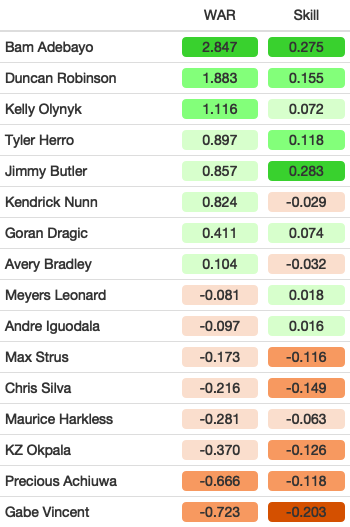 WAR Skill
Bam Adebayo 2.847 0.275
Duncan Robinson 1.883 0.155
Kelly Olynyk 1.116 0.072
Tyler Herro 0.897 0.118
Jimmy Butler 0.857 0.283
Kendrick Nunn 0.824 -0.029
Goran Dragic 0.411 0.074
Avery Bradley 0.104 -0.032
Meyers Leonard -0.081 0.018
Andre Iguodala -0.097 0.016
Max Strus -0.173 -0.116
Chris Silva -0.216 -0.149
Maurice Harkless -0.281 -0.063
KZ Okpala -0.370 -0.126
Precious Achiuwa -0.666 -0.118
Gabe Vincent -0.723 -0.203